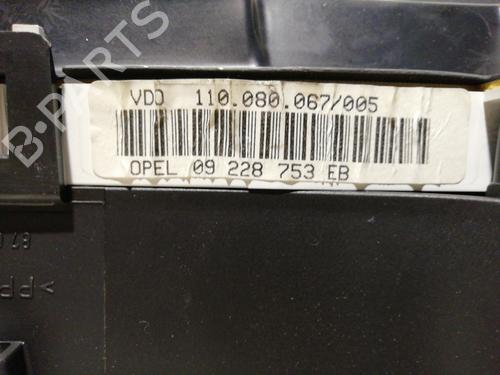 B-PARTS
VDO 110.080.067/005
OPEL 09 228 753 EB